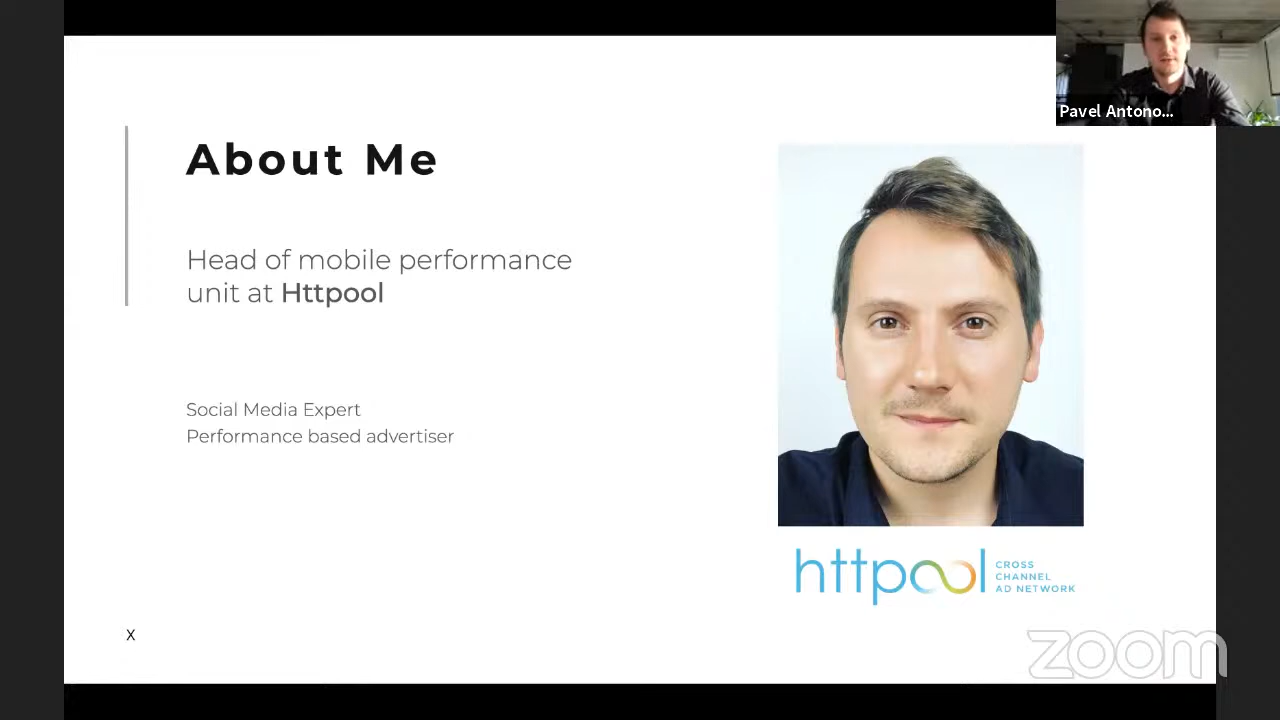 Pavel Antono...
About Me
Head of mobile performance
unit at Httpool
Social Media Expert
Performance based advertiser
httpool
CROSS
CHANNEL
AD NETWORK
X
zoom